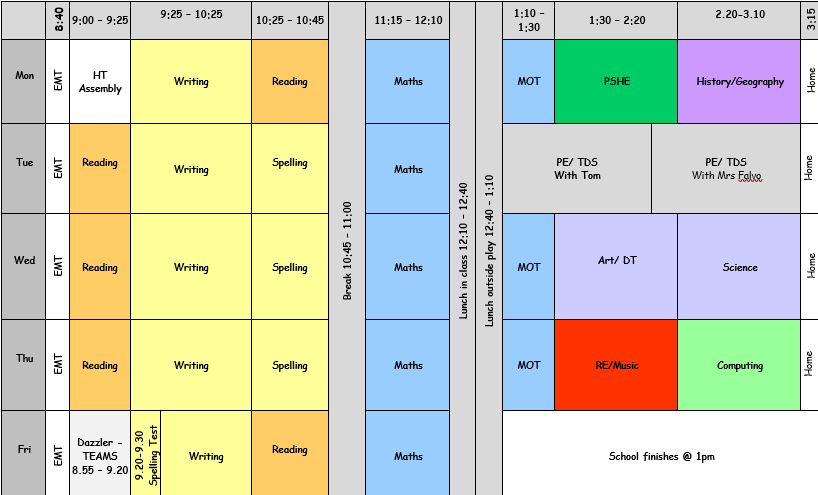 8:40
9:00 – 9:25
9:25 – 10:25
10:25 – 10:45
11:15 – 12:10
1:10 –
1:30
1:30 – 2:20
2.20-3.10
3:15
Mon
EMT
HT
Assembly
Writing
Reading
Maths
MOT
PSHE
History/Geography
Home
Tue
EMT
Reading
Writing
Spelling
Maths
PE/ TDS
With Tom
PE/ TDS
With Mrs Falvo
Home
Break 10:45 – 11:00
Lunch in class 12:10 – 12:40
Lunch outside play 12:40 – 1:10
Wed
EMT
Reading
Writing
Spelling
Maths
MOT
Art/ DT
Science
Home
Thu
EMT
Reading
Writing
Spelling
Maths
MOT
RE/Music
Computing
Home
Fri
EMT
Dazzler –
TEAMS
8.55 – 9.20
9.20-9.30
Spelling Test
Writing
Reading
Maths
School finishes @ 1pm